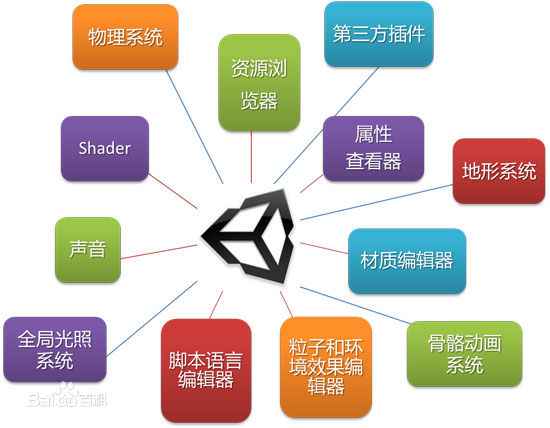 物理系统
资源浏
览器
第三方插件
Shader
属性
查看器
地形系统
声音
材质编辑器
全局光照
系统
脚本语言
编辑器
粒子和环
境效果编
辑器
骨骼动画
系统
Baidu百科